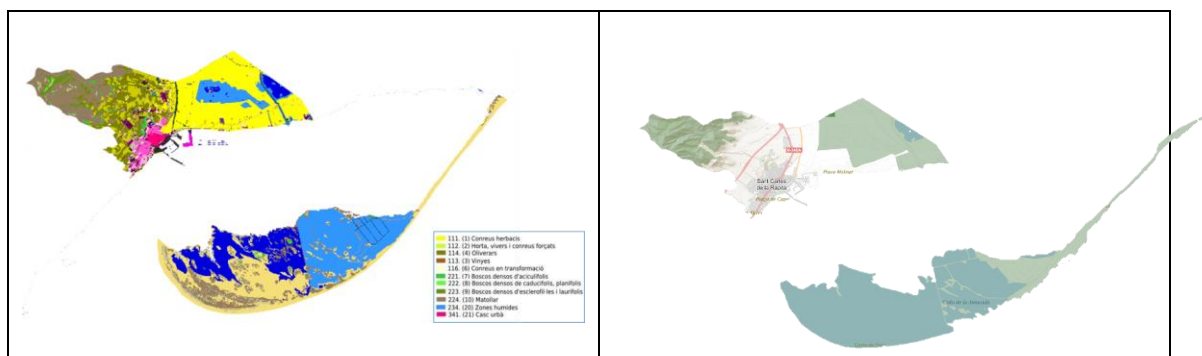 111. (1) Conreus herbacis
112. (2) Horta, vivers i conreus forçats
114. (4) Oliverars
113. (3) Vinyes
116. (6) Conreus en transformació
221. (7) Boscos densos d'aciculifolis
222. (8) Boscos densos de caducifolis, planifolis
223. (9) Boscos densos d'esclerofil·les i laurifolis
224. (10) Matollar
234. (20) Zones humides
341. (21) Casc urbà
Sant Carles
de la Ràpita